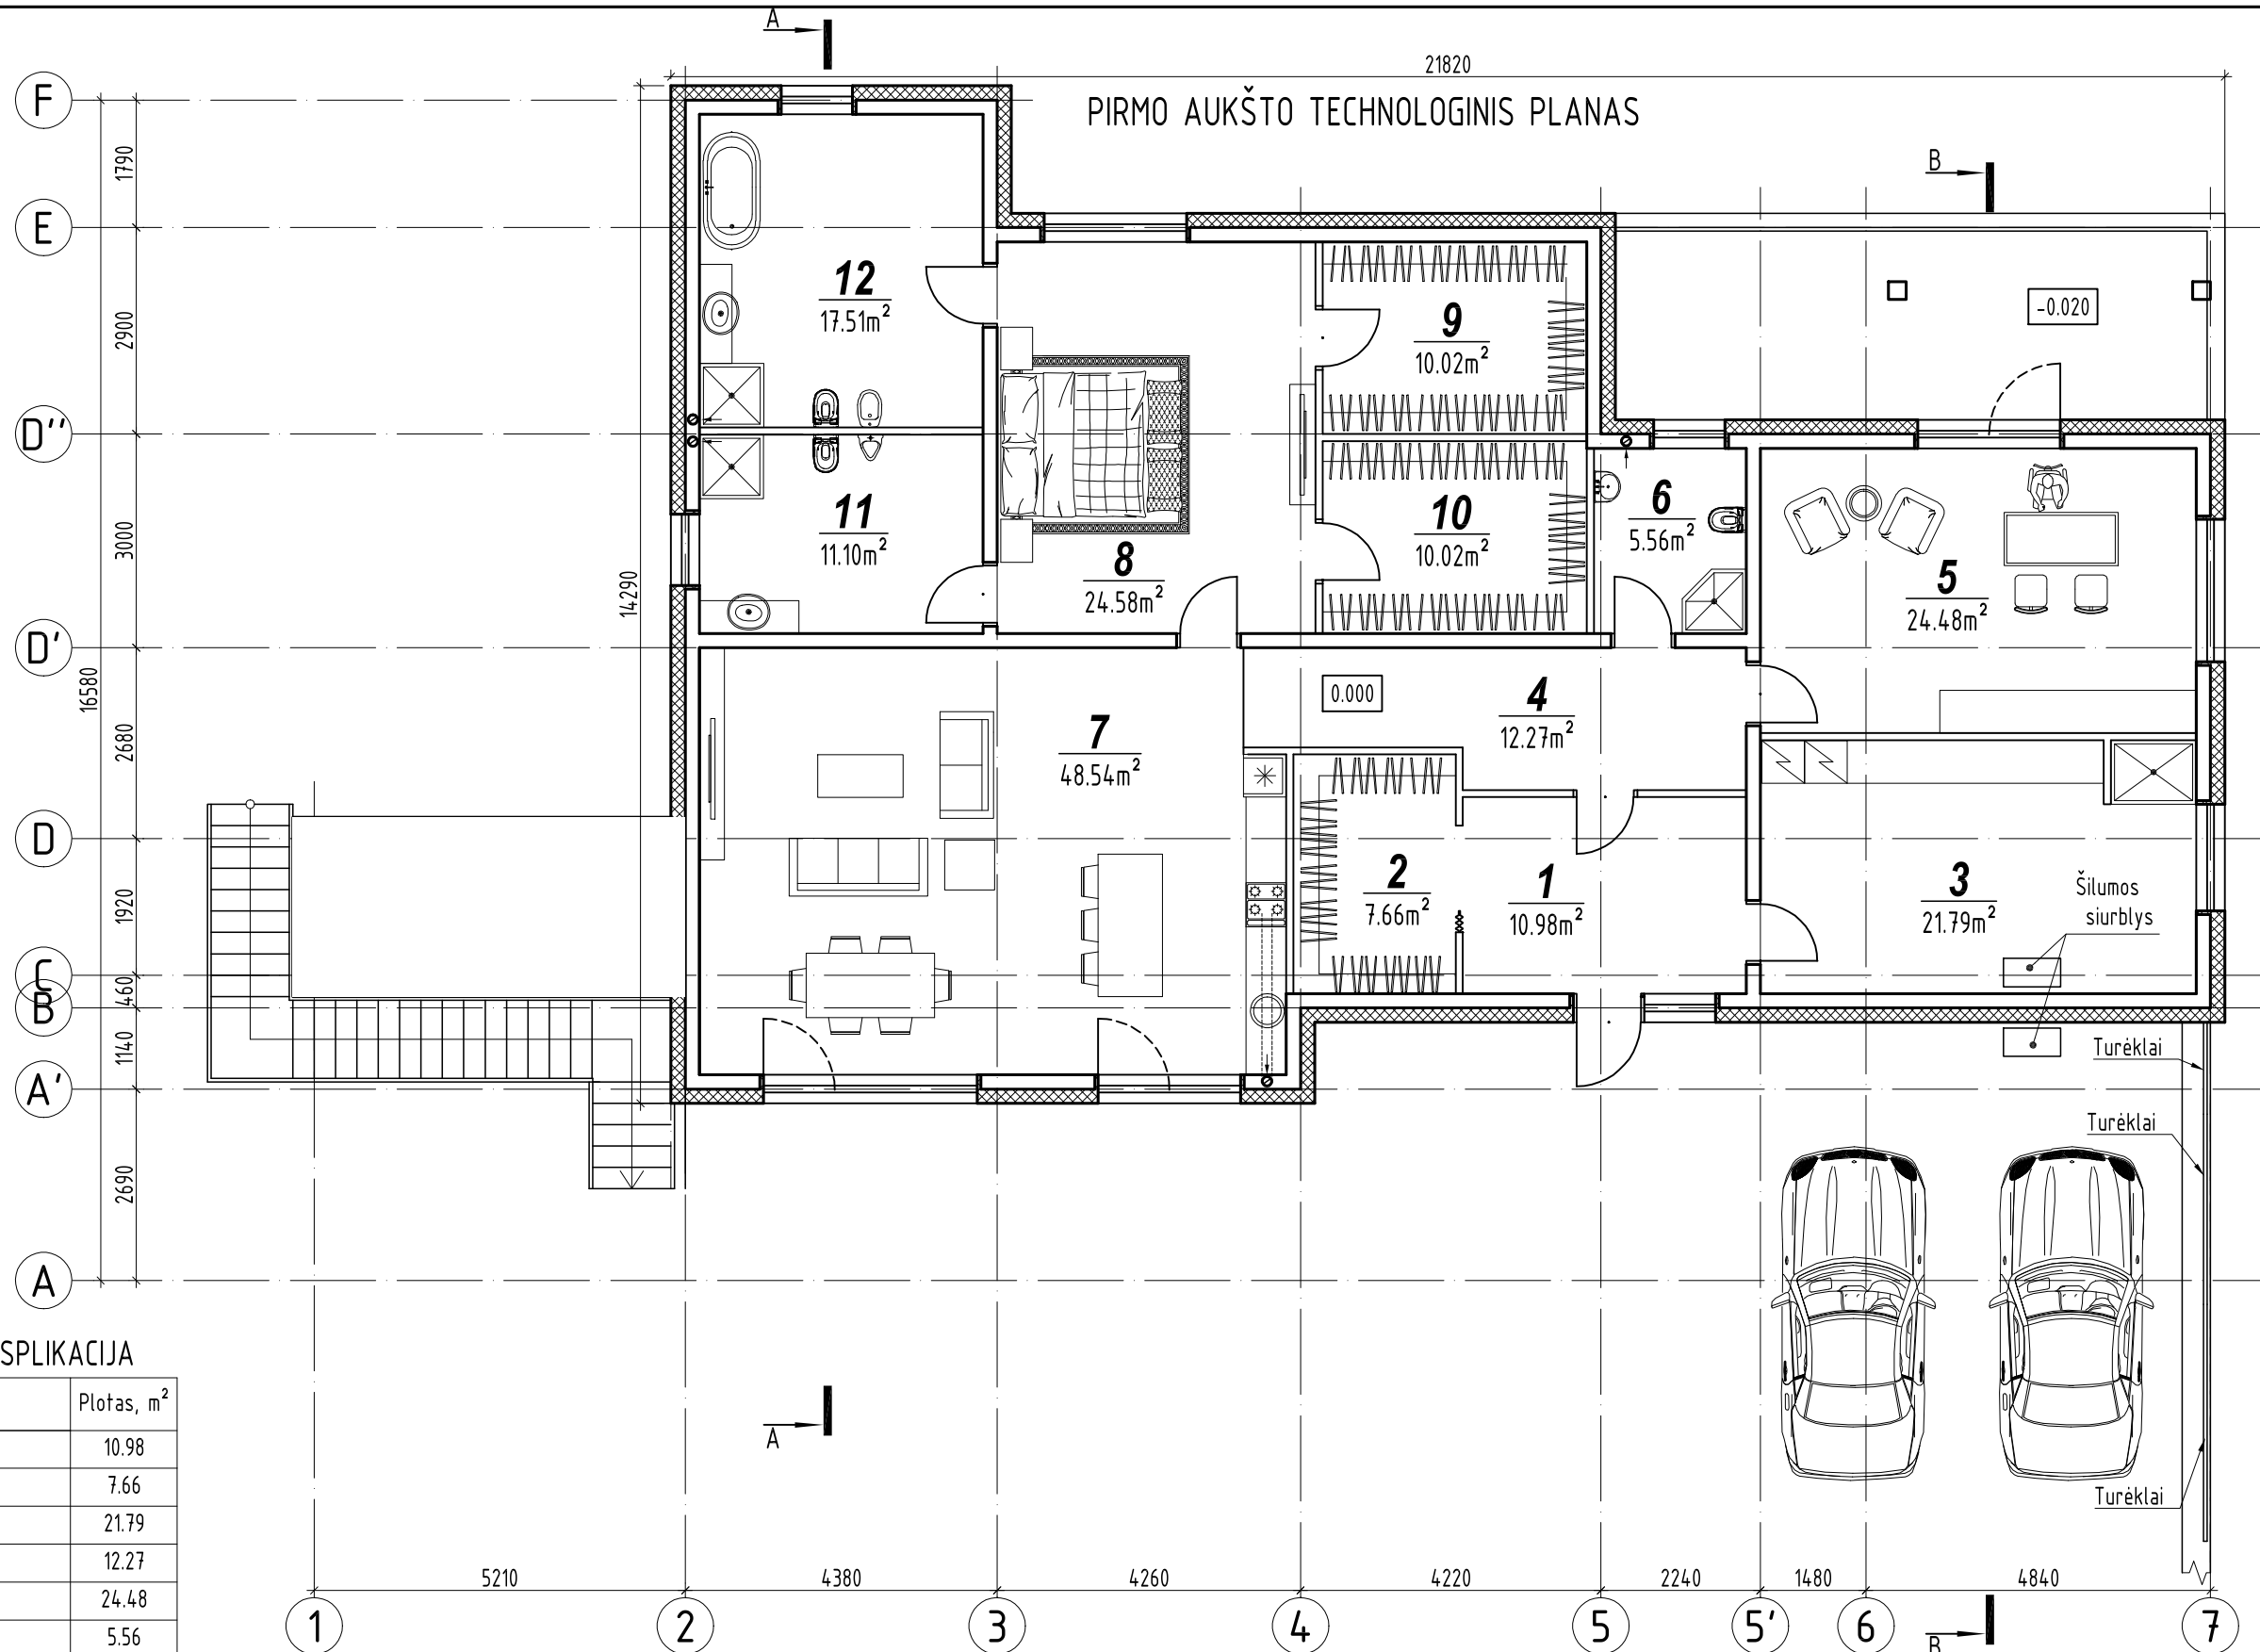 A
21820
F
PIRMO AUKŠTO TECHNOLOGINIS PLANAS
1790
B
E
12
17.51m²
9
10.02m²
-0.020
2900
D''
11
11.10m²
8
24.58m²
10
10.02m²
6
5.56m²
5
24.48m²
3000
14290
D'
16580
0.000
4
12.27m²
7
48.54m²
2680
D
2
7.66m²
1
10.98m²
3
21.79m²
Šilumos
siurblys
1920
C
460
B
1140
Turėklai
A'
Turėklai
2690
A
SPLIKACIJA
Plotas, m²
10.98
7.66
21.79
12.27
24.48
5.56
A
Turėklai
5210
4380
4260
4220
2240
1480
4840
1
2
3
4
5
5'
6
7
B